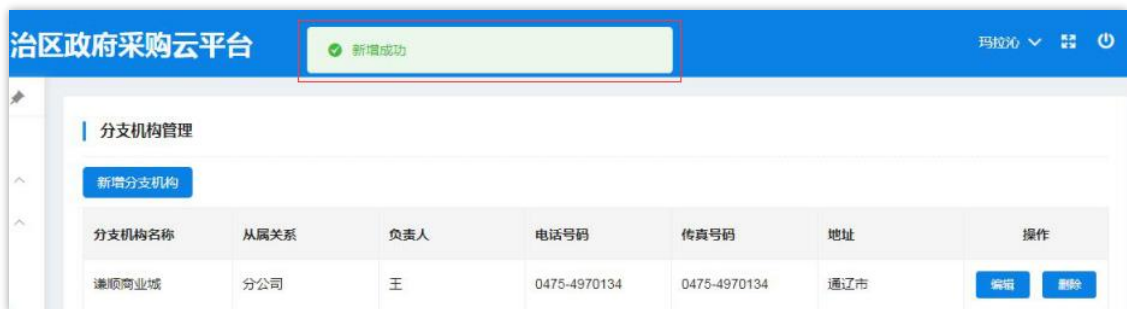 治区政府采购云平台
新增成功
玛拉沁
分支机构管理
新增分支机构
分支机构名称 从属关系 负责人 电话号码 传真号码 地址 操作
谦顺商业城 分公司 王 0475-4970134 0475-4970134 通辽市 编辑 删除